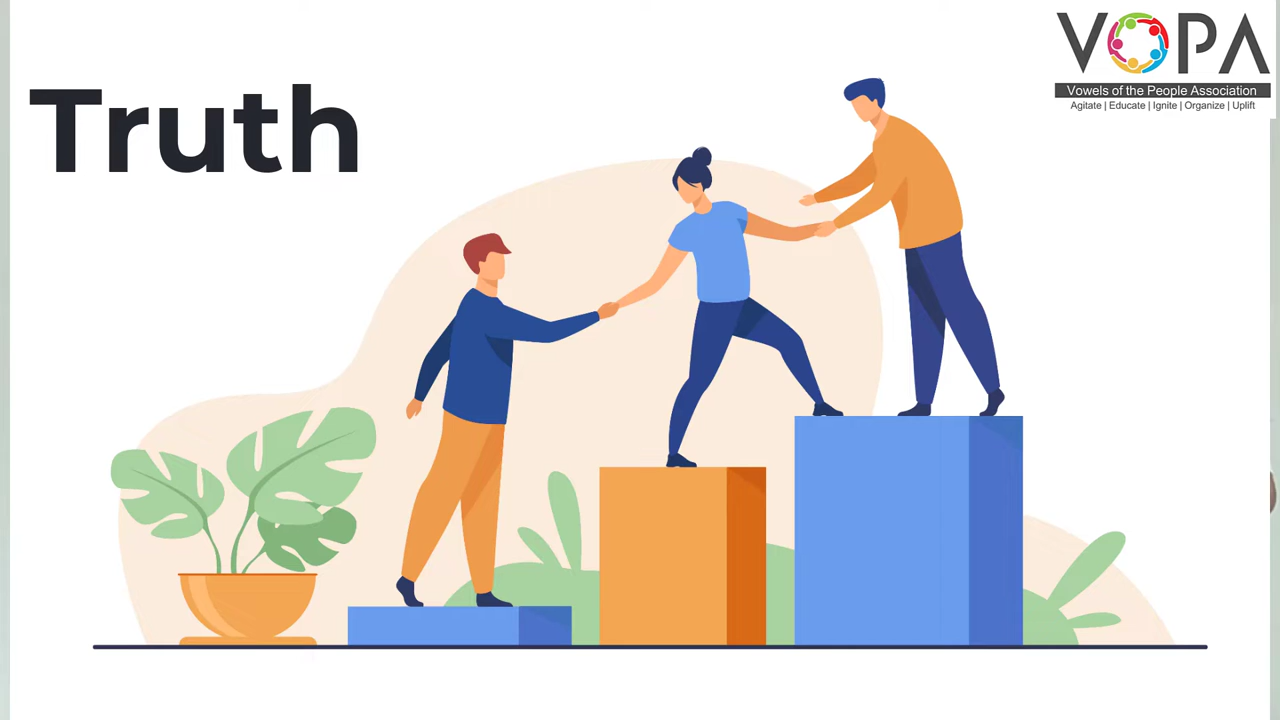 Truth
VOPA
Vowels of the People Association
Agitate | Educate | Ignite | Organize | Uplift